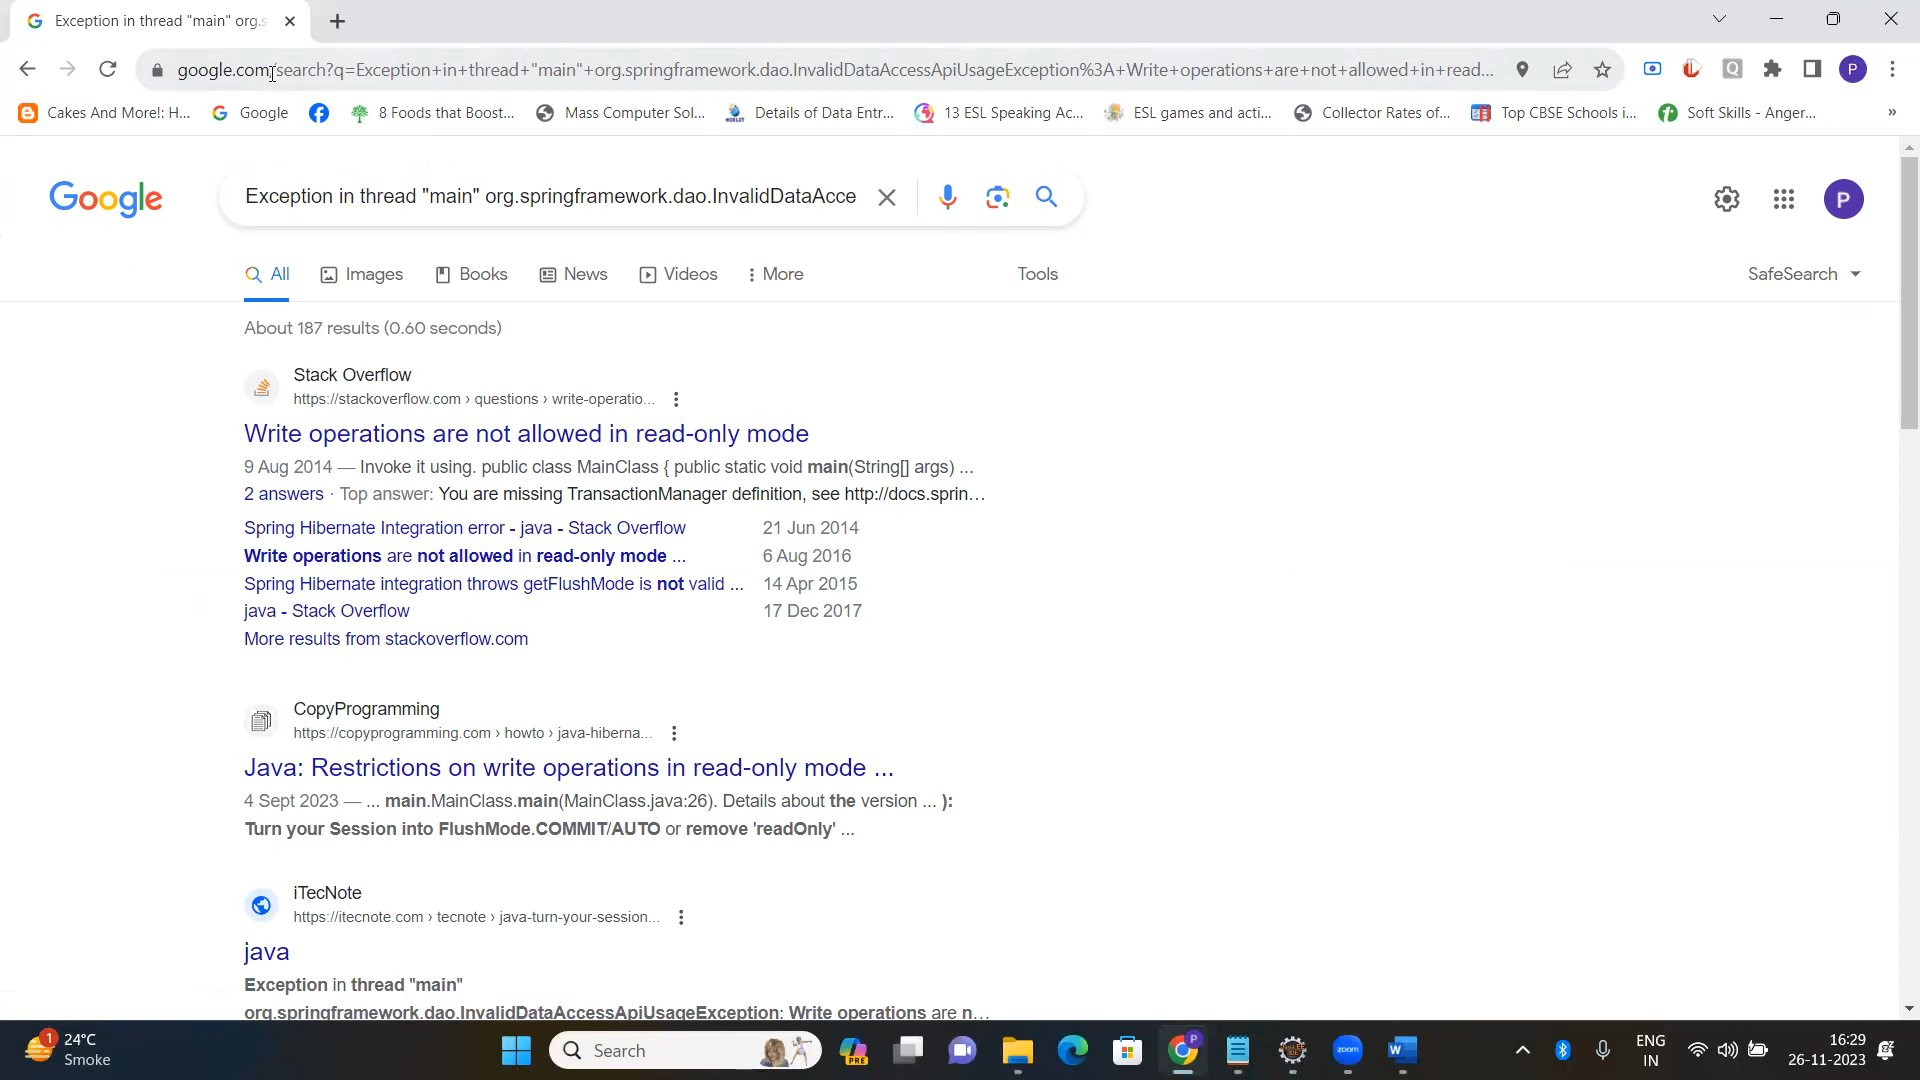 Exception in thread "main" org.s
google.com/search?q=Exception+in+thread+"main"+org.springframework.dao.InvalidDataAccessApiUsageException%3A+Write+operations+are+not+allowed+in+read...
P
Cakes And More!: H...
Google
8 Foods that Boost...
Mass Computer Sol...
Details of Data Entr...
13 ESL Speaking Ac...
ESL games and acti...
Collector Rates of...
Top CBSE Schools i...
Soft Skills - Anger...
»
Google
Exception in thread "main" org.springframework.dao.InvalidDataAcce
P
All
Images
Books
News
Videos
More
Tools
SafeSearch
About 187 results (0.60 seconds)
Stack Overflow
https://stackoverflow.com › questions › write-operatio...
Write operations are not allowed in read-only mode
9 Aug 2014 — Invoke it using. public class MainClass { public static void main(String[] args) ...
2 answers · Top answer: You are missing TransactionManager definition, see http://docs.sprin...
Spring Hibernate Integration error - java - Stack Overflow 21 Jun 2014
Write operations are not allowed in read-only mode ... 6 Aug 2016
Spring Hibernate integration throws getFlushMode is not valid ... 14 Apr 2015
java - Stack Overflow 17 Dec 2017
More results from stackoverflow.com
CopyProgramming
https://copyprogramming.com › howto › java-hiberna...
Java: Restrictions on write operations in read-only mode ...
4 Sept 2023 — ... main.MainClass.main(MainClass.java:26). Details about the version ... ):
Turn your Session into FlushMode.COMMIT/AUTO or remove 'readOnly' ...
iTecNote
https://itecnote.com › tecnote › java-turn-your-session...
java
Exception in thread "main"
org.springframework.dao.InvalidDataAccessApiUsageException: Write operations are n...
1
24°C
Smoke
Search
PRE
P
zoom
W
ENG
IN
16:29
26-11-2023